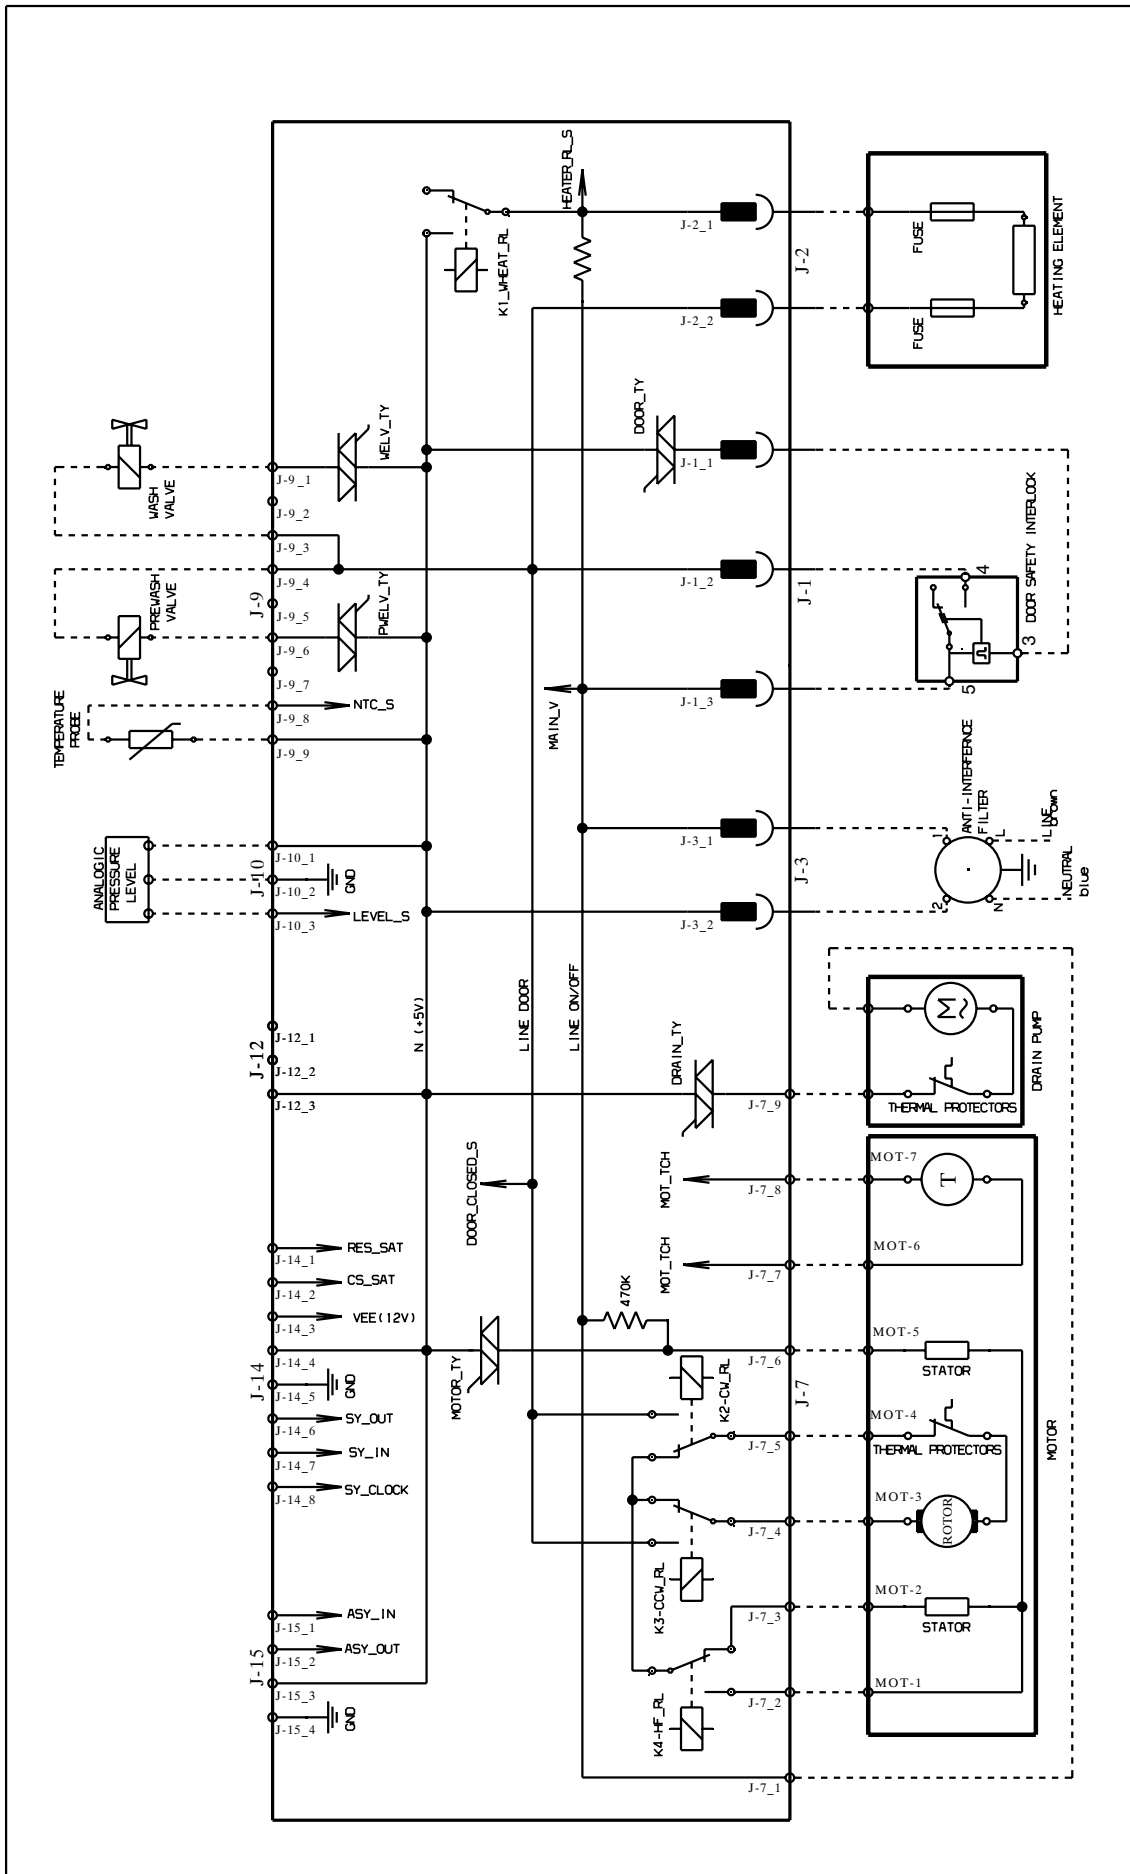 HEATER_RL_S
K1_WHEAT_RL
J-2_1
J-2
J-2_2
FUSE
FUSE
HEATING ELEMENT
WASH
VALVE
J-9_1
J-9_2
J-9_3
WELV_TY
DOOR_TY
J-1_1
PREWASH
VALVE
J-9
J-9_4
J-9_5
J-9_6
J-9_7
PWELV_TY
J-1_2
J-1
DOOR SAFETY INTERLOCK
4
3
5
TEMPERATURE
PROBE
J-9_8
NTC_S
J-9_9
MAIN_V
J-1_3
ANALOGIC
PRESSURE
LEVEL
J-10
J-10_1
J-10_2
GND
J-10_3
LEVEL_S
J-3_1
J-3
J-3_2
ANTI-INTERFERNCE
FILTER
1
L
2
N
LINE
brown
NEUTRAL
blue
N (+5V)
LINE DOOR
LINE ON/OFF
J-12
J-12_1
J-12_2
J-12_3
DRAIN_TY
J-7_9
M
THERMAL PROTECTORS
DRAIN PUMP
DOOR_CLOSED_S
MOT_TCH
J-7_8
MOT-7
T
MOT_TCH
J-7_7
MOT-6
J-14
J-14_1
RES_SAT
J-14_2
CS_SAT
J-14_3
VEE(12V)
J-14_4
J-14_5
GND
J-14_6
SY_OUT
J-14_7
SY_IN
J-14_8
SY_CLOCK
MOTOR_TY
470K
J-7_6
J-7
MOT-5
STATOR
K2-CW_RL
J-7_5
MOT-4
THERMAL PROTECTORS
MOTOR
J-7_4
MOT-3
ROTOR
K3-CCW_RL
J-7_3
MOT-2
STATOR
J-15
J-15_1
ASY_IN
J-15_2
ASY_OUT
J-15_3
J-15_4
GND
K4-HF_RL
J-7_2
MOT-1
J-7_1